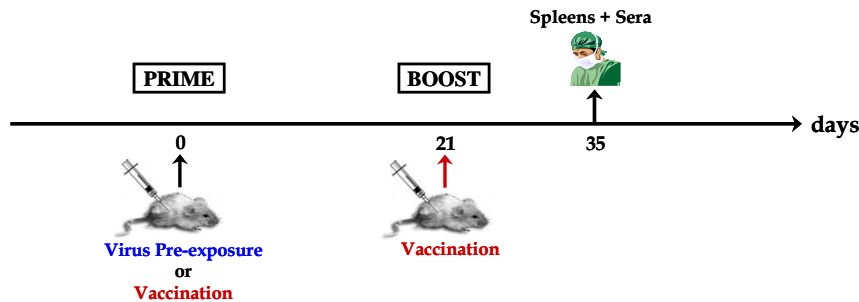 Spleens + Sera
PRIME
BOOST
days
0
21
35
Virus Pre-exposure
or
Vaccination
Vaccination